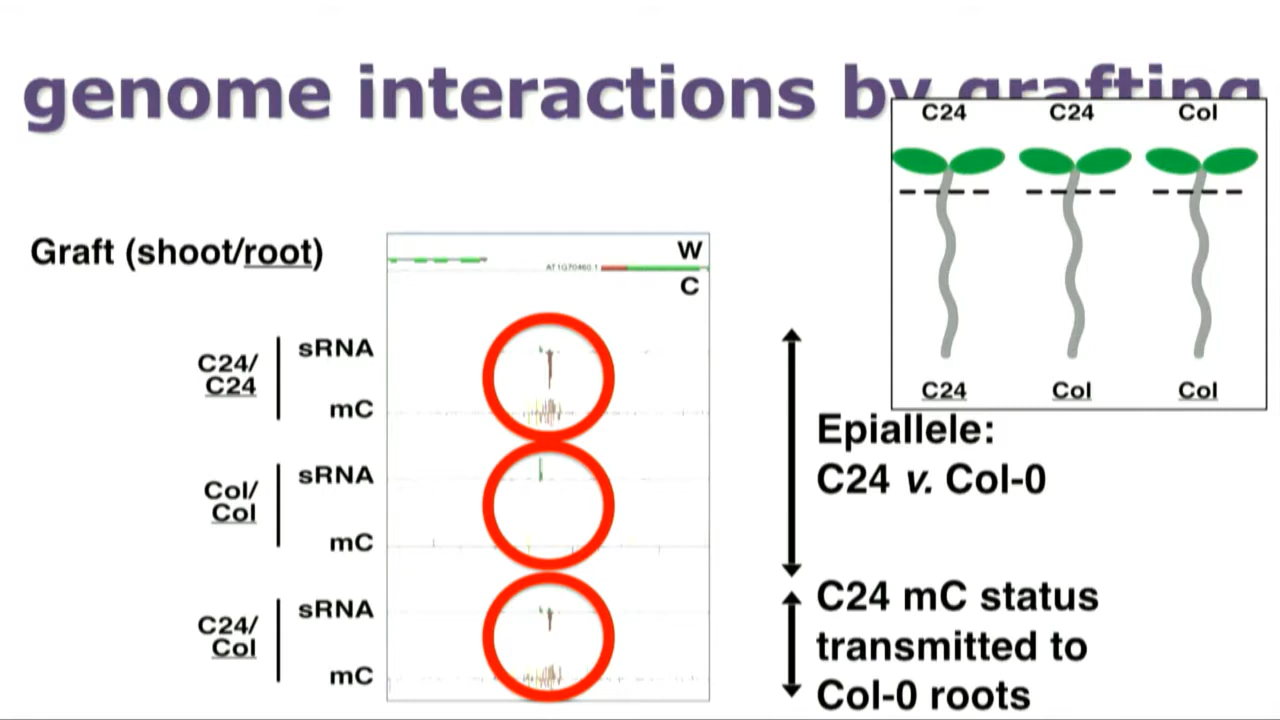 genome interactions by grafting
C24 C24 Col
C24 Col Col
Graft (shoot/root)
W
AT1G70460.1
C
C24/
C24
sRNA
mC
Col/
Col
sRNA
mC
C24/
Col
sRNA
mC
Epiallele:
C24 v. Col-0
C24 mC status
transmitted to
Col-0 roots